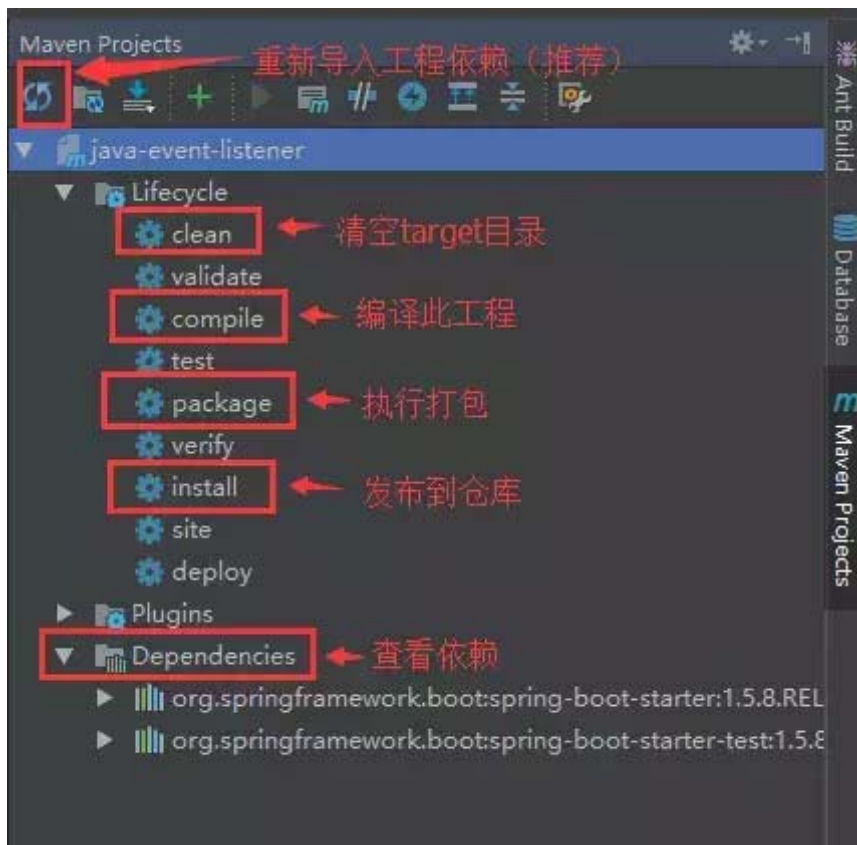 Maven Projects
重新导入工程依赖（推荐）
java-event-listener
Lifecycle
clean
清空target目录
validate
compile
编译此工程
test
package
执行打包
verify
install
发布到仓库
site
deploy
Plugins
Dependencies
查看依赖
org.springframework.boot:spring-boot-starter:1.5.8.REL
org.springframework.boot:spring-boot-starter-test:1.5.8
Ant Build
Database
Maven Projects